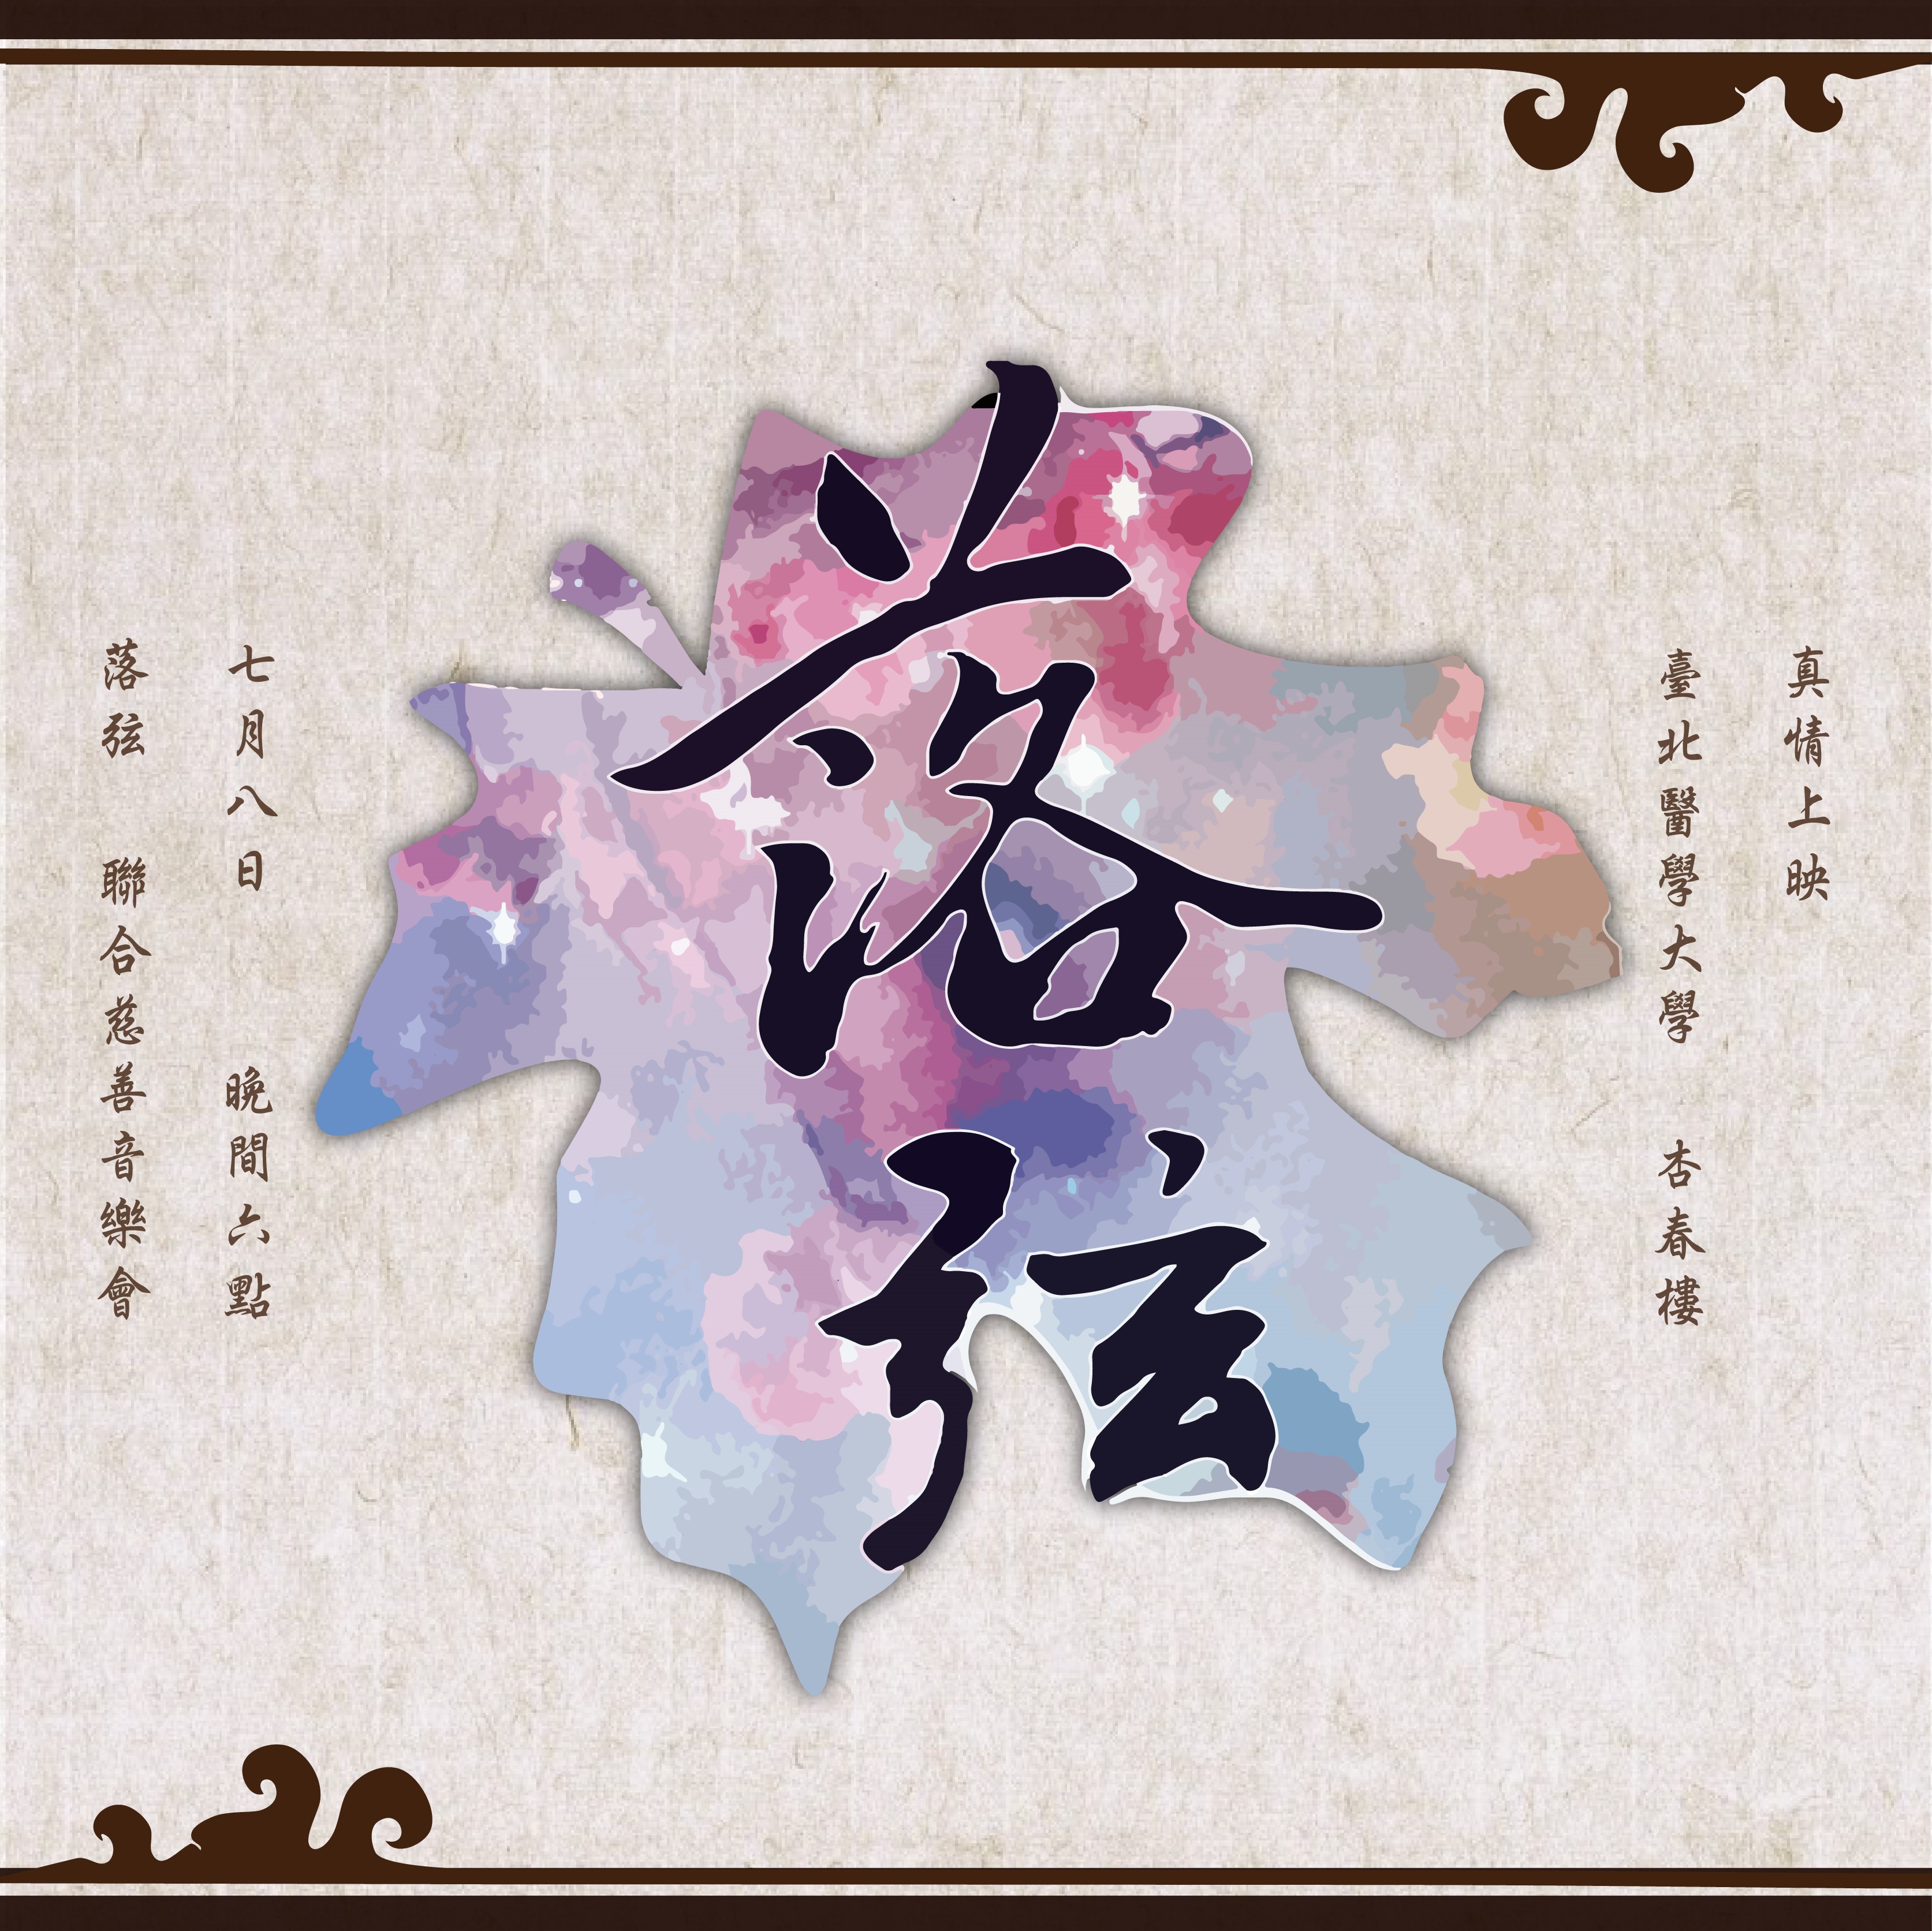 真情上映
臺北醫學大學 杏春樓
落弦
七月八日 晚間六點
落弦 聯合慈善音樂會